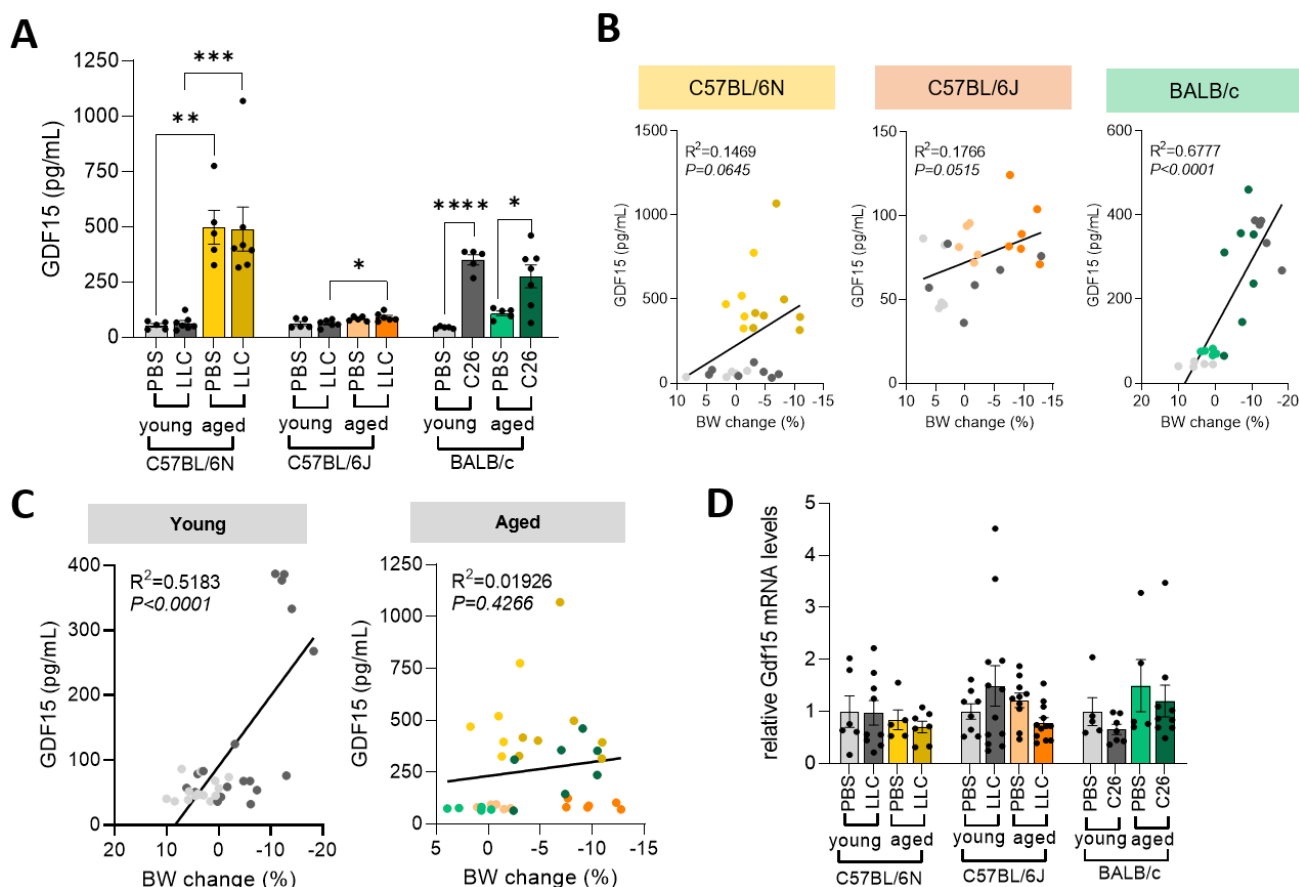 A
1250
1000
750
500
250
0
GDF15 (pg/mL)
***
**
*
****
*
PBS LLC PBS LLC PBS LLC PBS LLC PBS C26 PBS C26
young aged young aged young aged
C57BL/6N C57BL/6J BALB/c
B
C57BL/6N
1500
1000
500
0
GDF15 (pg/mL)
R2=0.1469
P=0.0645
10 5 0 -5 -10 -15
BW change (%)
C57BL/6J
150
100
50
0
GDF15 (pg/mL)
R2=0.1766
P=0.0515
10 5 0 -5 -10 -15
BW change (%)
BALB/c
600
400
200
0
GDF15 (pg/mL)
R2=0.6777
P<0.0001
20 10 0 -10 -20
BW change (%)
C
Young
400
300
200
100
0
GDF15 (pg/mL)
R2=0.5183
P<0.0001
20 10 0 -10 -20
BW change (%)
Aged
1250
1000
750
500
250
0
GDF15 (pg/mL)
R2=0.01926
P=0.4266
5 0 -5 -10 -15
BW change (%)
D
5
4
3
2
1
0
relative Gdf15 mRNA levels
PBS LLC PBS LLC PBS LLC PBS LLC PBS C26 PBS C26
young aged young aged young aged
C57BL/6N C57BL/6J BALB/c